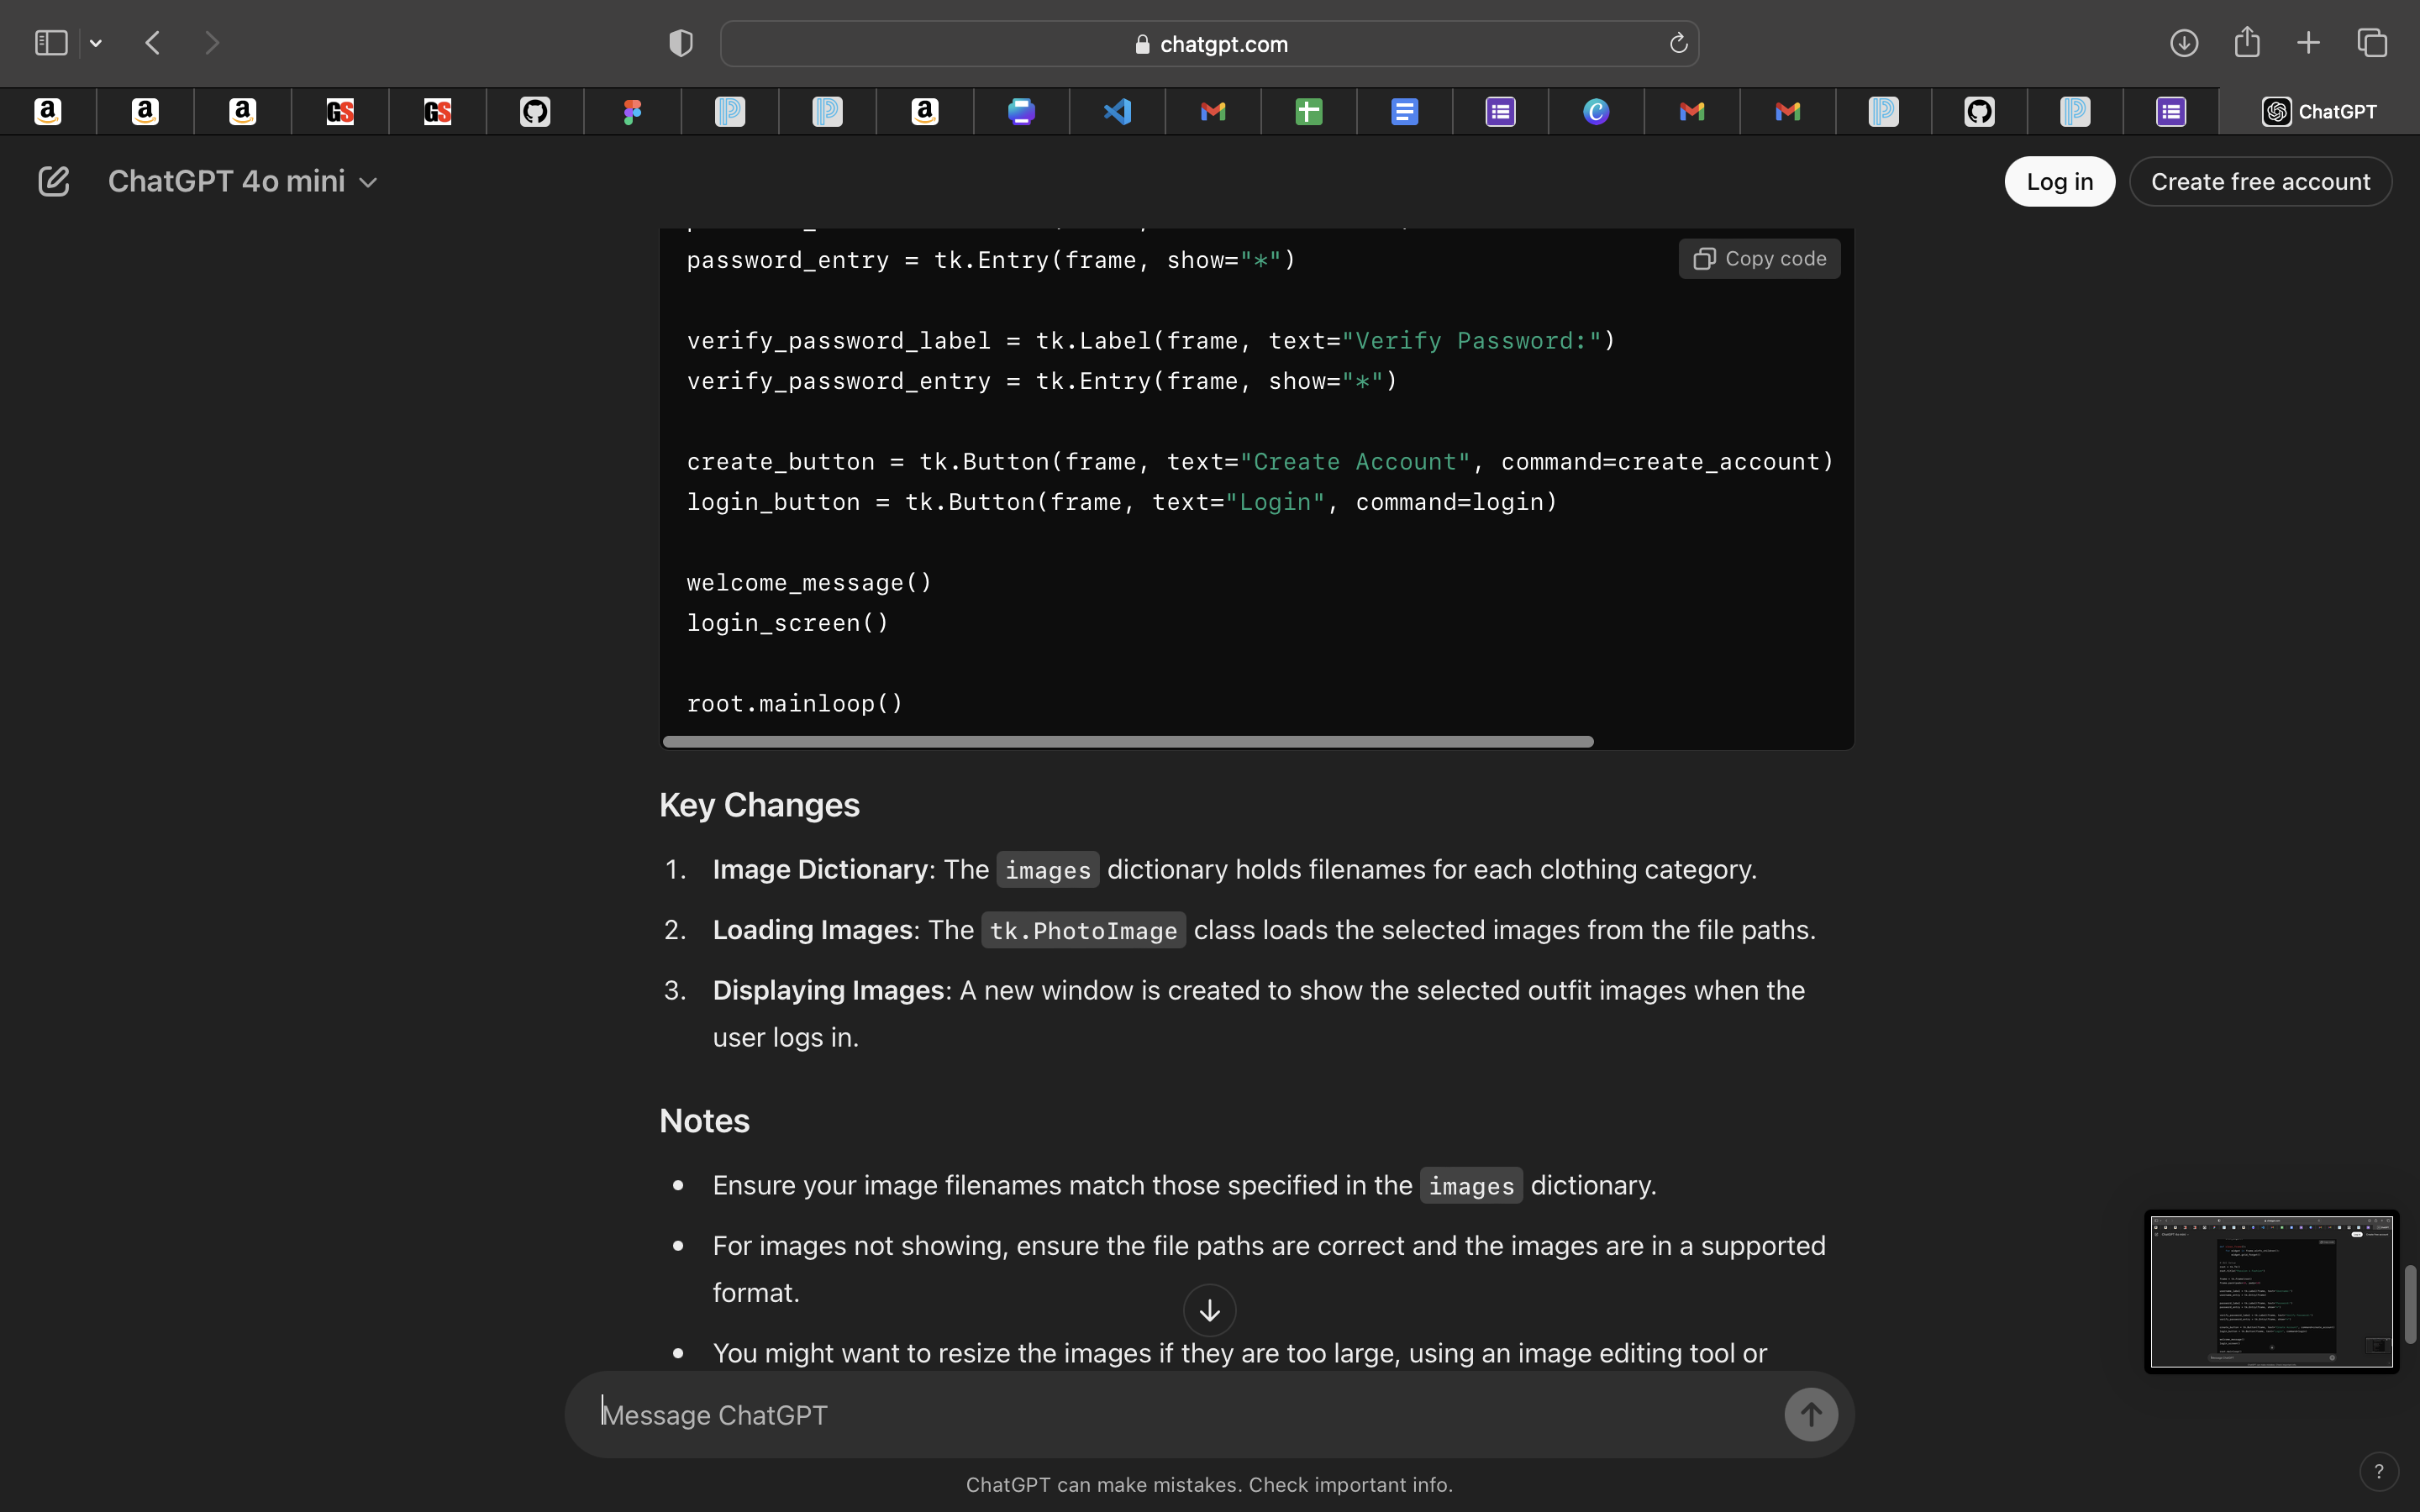 chatgpt.com
ChatGPT
ChatGPT 4o mini
Log in
Create free account
password_entry = tk.Entry(frame, show="*")
Copy code
verify_password_label = tk.Label(frame, text="Verify Password:")
verify_password_entry = tk.Entry(frame, show="*")
create_button = tk.Button(frame, text="Create Account", command=create_account)
login_button = tk.Button(frame, text="Login", command=login)
welcome_message()
login_screen()
root.mainloop()
Key Changes
1. Image Dictionary: The images dictionary holds filenames for each clothing category.
2. Loading Images: The tk.PhotoImage class loads the selected images from the file paths.
3. Displaying Images: A new window is created to show the selected outfit images when the
user logs in.
Notes
• Ensure your image filenames match those specified in the images dictionary.
• For images not showing, ensure the file paths are correct and the images are in a supported
format.
• You might want to resize the images if they are too large, using an image editing tool or
Message ChatGPT
ChatGPT can make mistakes. Check important info.
?